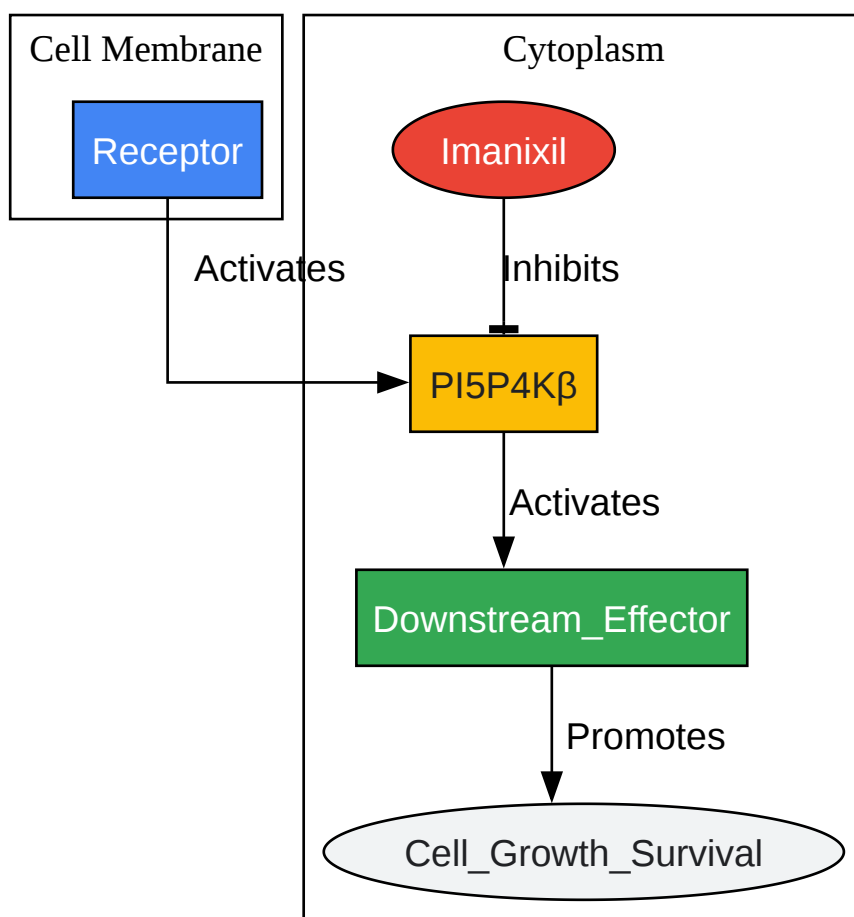 Cell Membrane
Cytoplasm
Receptor
Imanixil
Activates
Inhibits
PI5P4Kβ
Activates
Downstream_Effector
Promotes
Cell_Growth_Survival